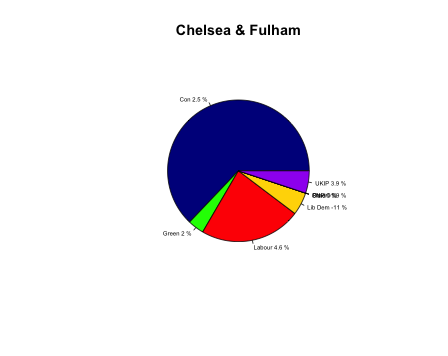 Chelsea & Fulham
Con 2.5 %
UKIP 3.9 %
Lib Dem -11 %
Green 2 %
Labour 4.6 %